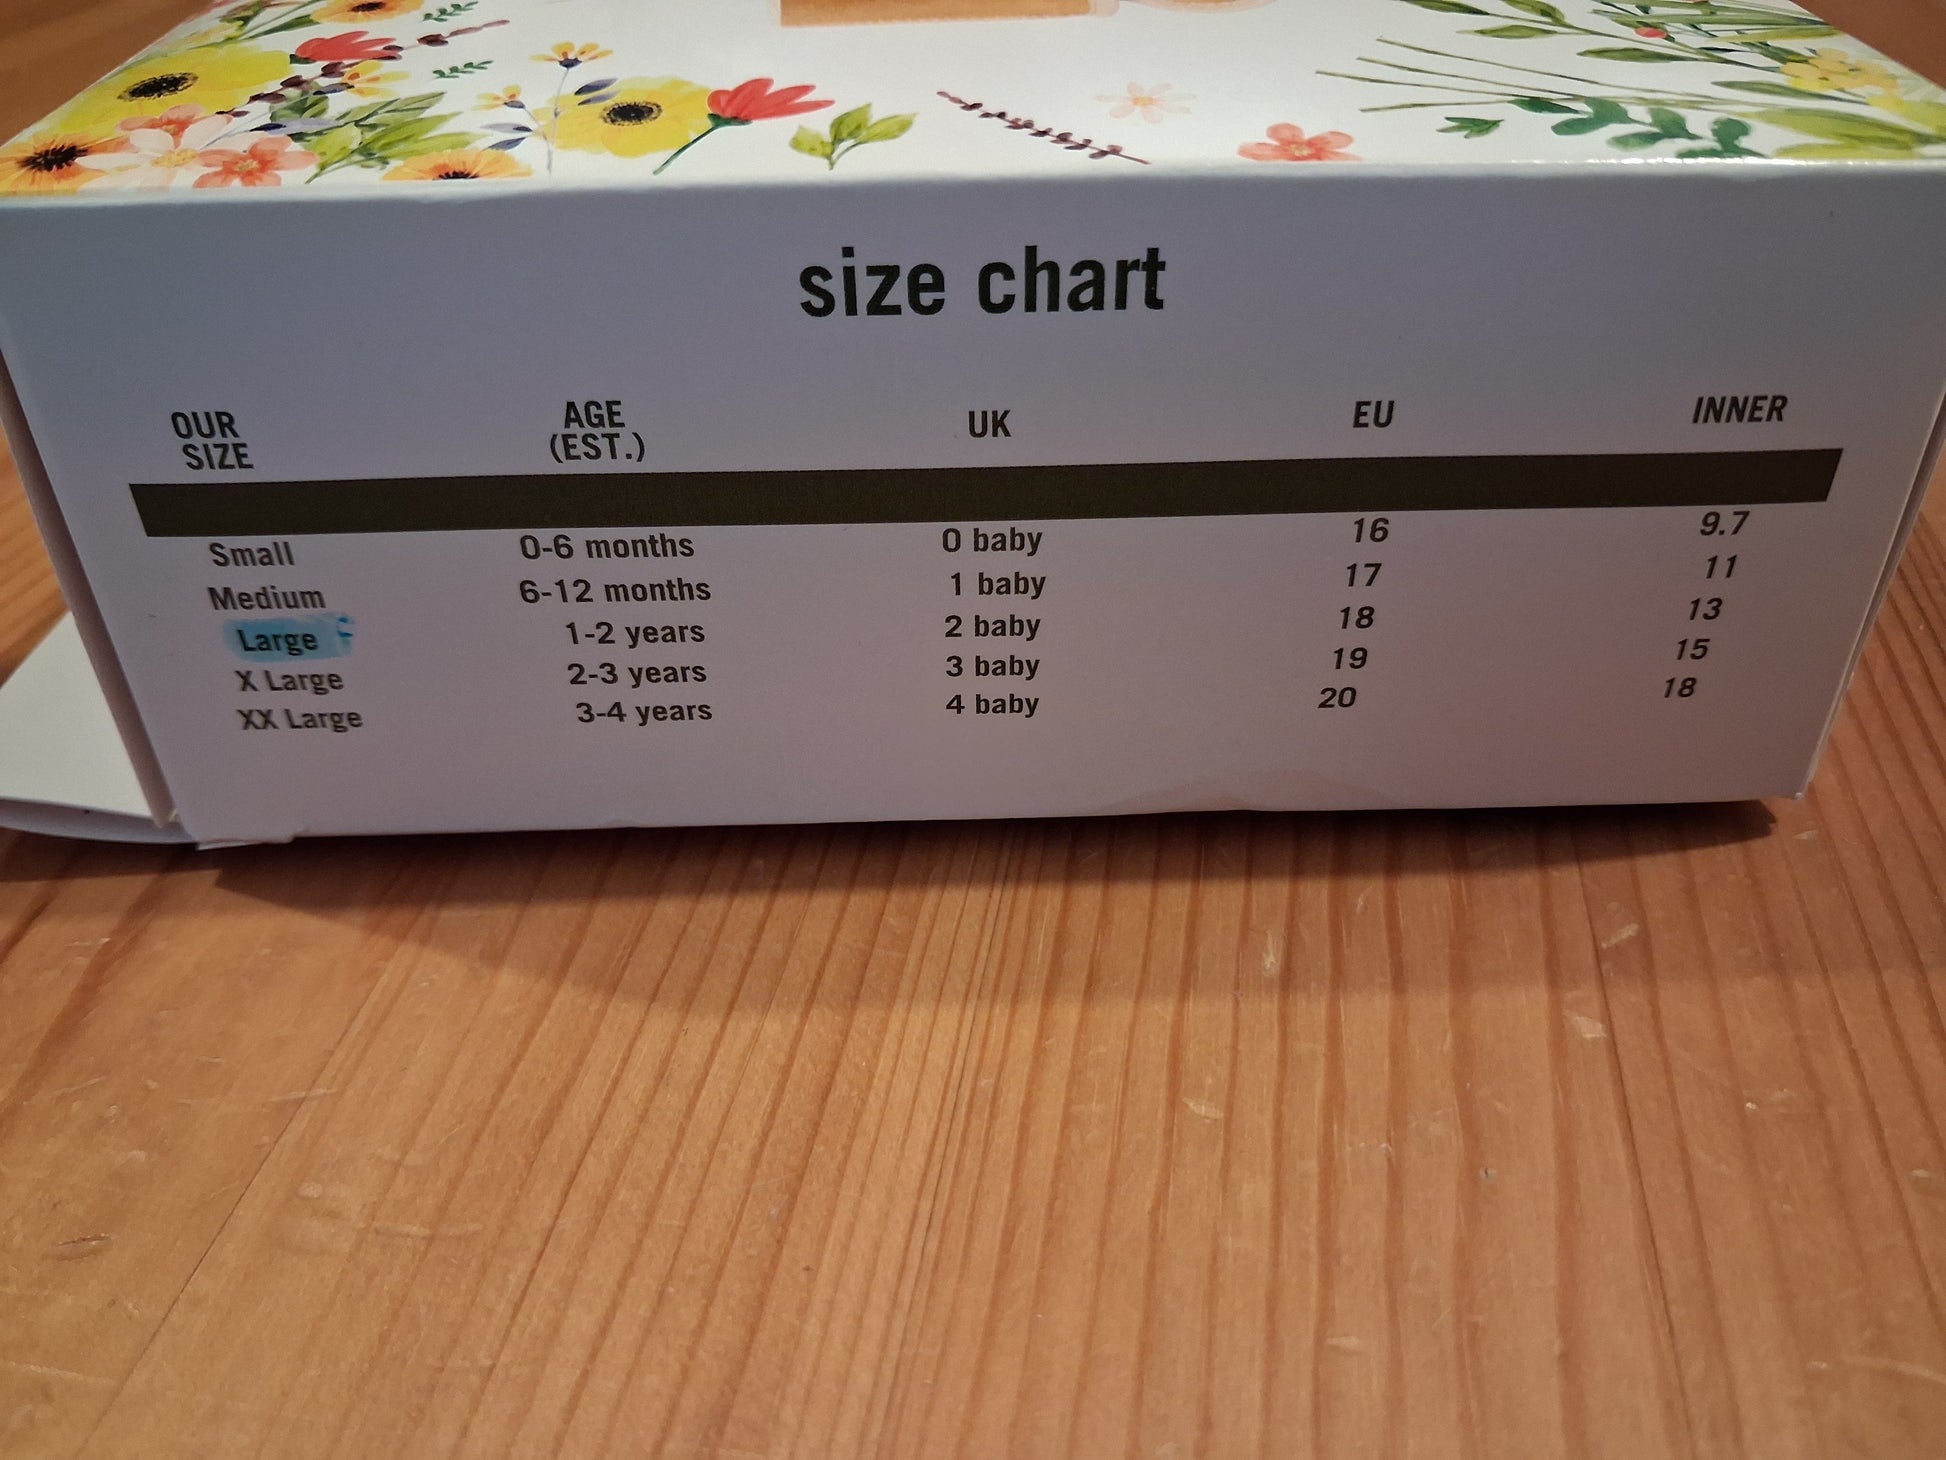 size chart
OUR SIZE AGE (EST.) UK EU INNER
Small 0-6 months 0 baby 16 9.7
Medium 6-12 months 1 baby 17 11
Large 1-2 years 2 baby 18 13
X Large 2-3 years 3 baby 19 15
XX Large 3-4 years 4 baby 20 18